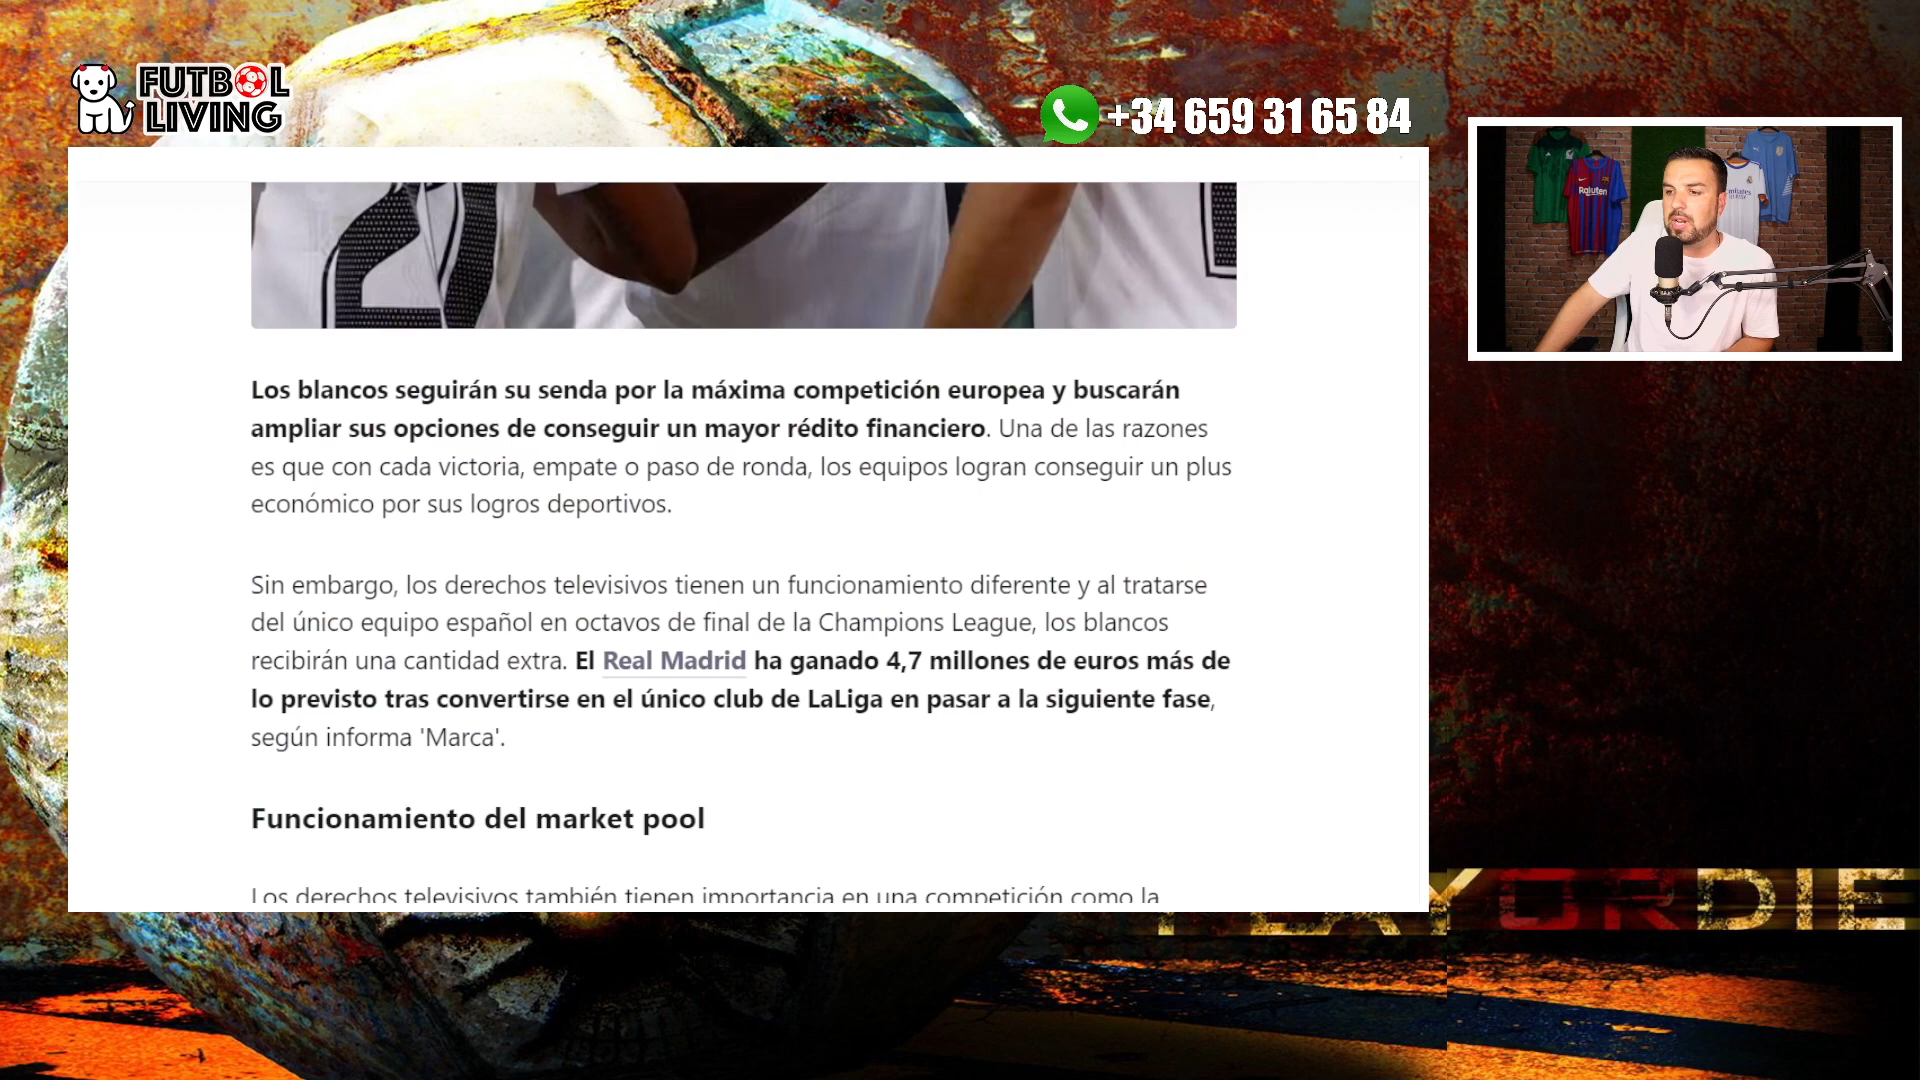 FUTBOL
LIVING
+34 659 31 65 84
Rakuten
Los blancos seguirán su senda por la máxima competición europea y buscarán
ampliar sus opciones de conseguir un mayor rédito financiero. Una de las razones
es que con cada victoria, empate o paso de ronda, los equipos logran conseguir un plus
económico por sus logros deportivos.
Sin embargo, los derechos televisivos tienen un funcionamiento diferente y al tratarse
del único equipo español en octavos de final de la Champions League, los blancos
recibirán una cantidad extra. El Real Madrid ha ganado 4,7 millones de euros más de
lo previsto tras convertirse en el único club de LaLiga en pasar a la siguiente fase,
según informa 'Marca'.
Funcionamiento del market pool
Los derechos televisivos también tienen importancia en una competición como la
PLAY OR DIE